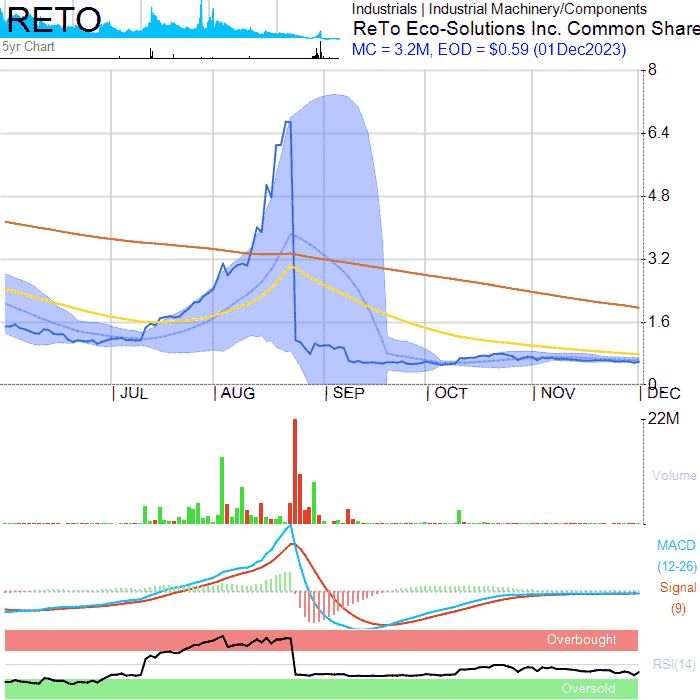 RETO
5yr Chart
Industrials | Industrial Machinery/Components
ReTo Eco-Solutions Inc. Common Share
MC = 3.2M, EOD = $0.59 (01Dec2023)
8
6.4
4.8
3.2
1.6
0
JUL AUG SEP OCT NOV DEC
22M
Volume
MACD
(12-26)
Signal
(9)
Overbought
RSI(14)
Oversold